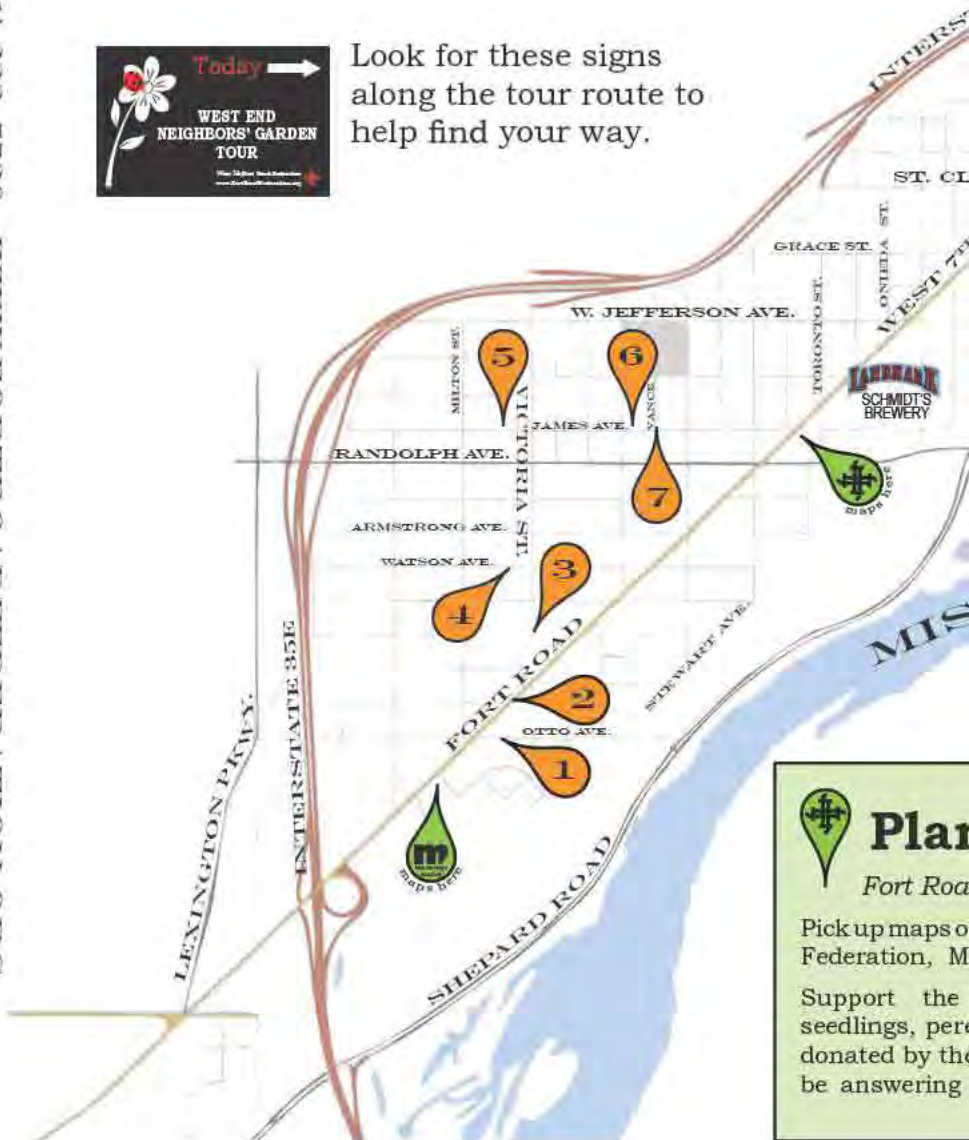 Today
WEST END
NEIGHBORS' GARDEN
TOUR
Look for these signs
along the tour route to
help find your way.
ST. CL
GRACE ST.
ONIEDA ST.
WEST 7TH
W. JEFFERSON AVE.
TORONTO ST.
MILTON ST.
5
6
VANCE
LANDMARK
SCHMIDT'S
BREWERY
VICTORIA ST.
JAMES AVE.
RANDOLPH AVE.
7
maps here
ARMSTRONG AVE.
WATSON AVE.
3
4
MIS
FORT ROAD
STEWART AVE.
2
OTTO AVE.
1
INTERSTATE 35E
LEXINGTON PKWY.
m
maps here
SHEPARD ROAD
INTERST
Plan
Fort Roa
Pick up maps o
Federation, M
Support the
seedlings, pere
donated by the
be answering